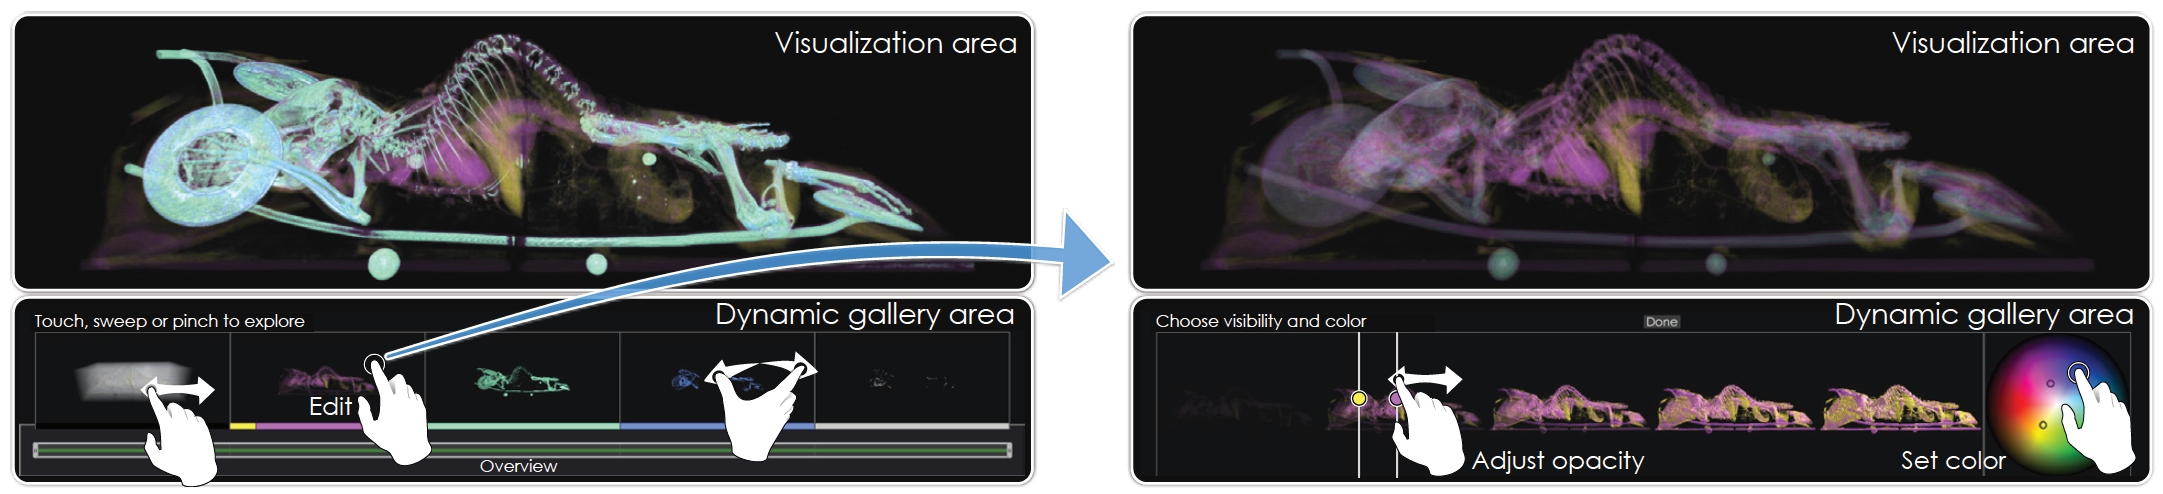 Visualization area
Touch, sweep or pinch to explore
Dynamic gallery area
Edit
Overview
Visualization area
Choose visibility and color
Done
Dynamic gallery area
Adjust opacity
Set color